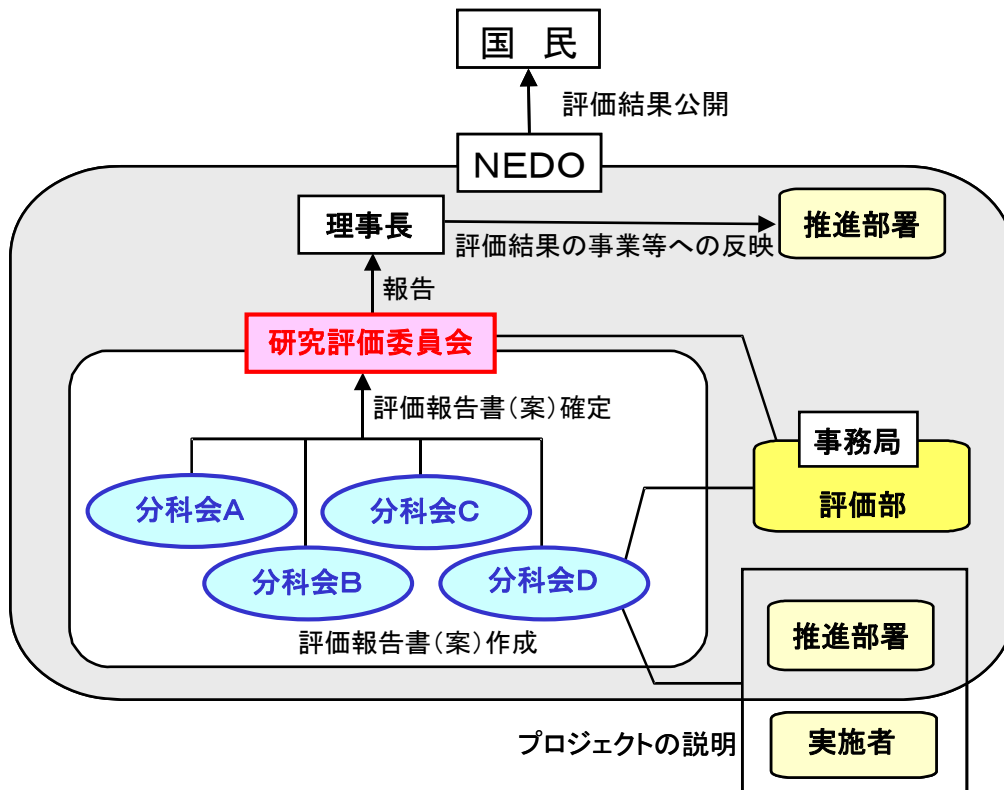 国　民
評価結果公開
NEDO
理事長
推進部署
評価結果の事業等への反映
報告
研究評価委員会
評価報告書(案)確定
事務局
評価部
分科会A
分科会C
分科会B
分科会D
評価報告書(案)作成
推進部署
プロジェクトの説明
実施者